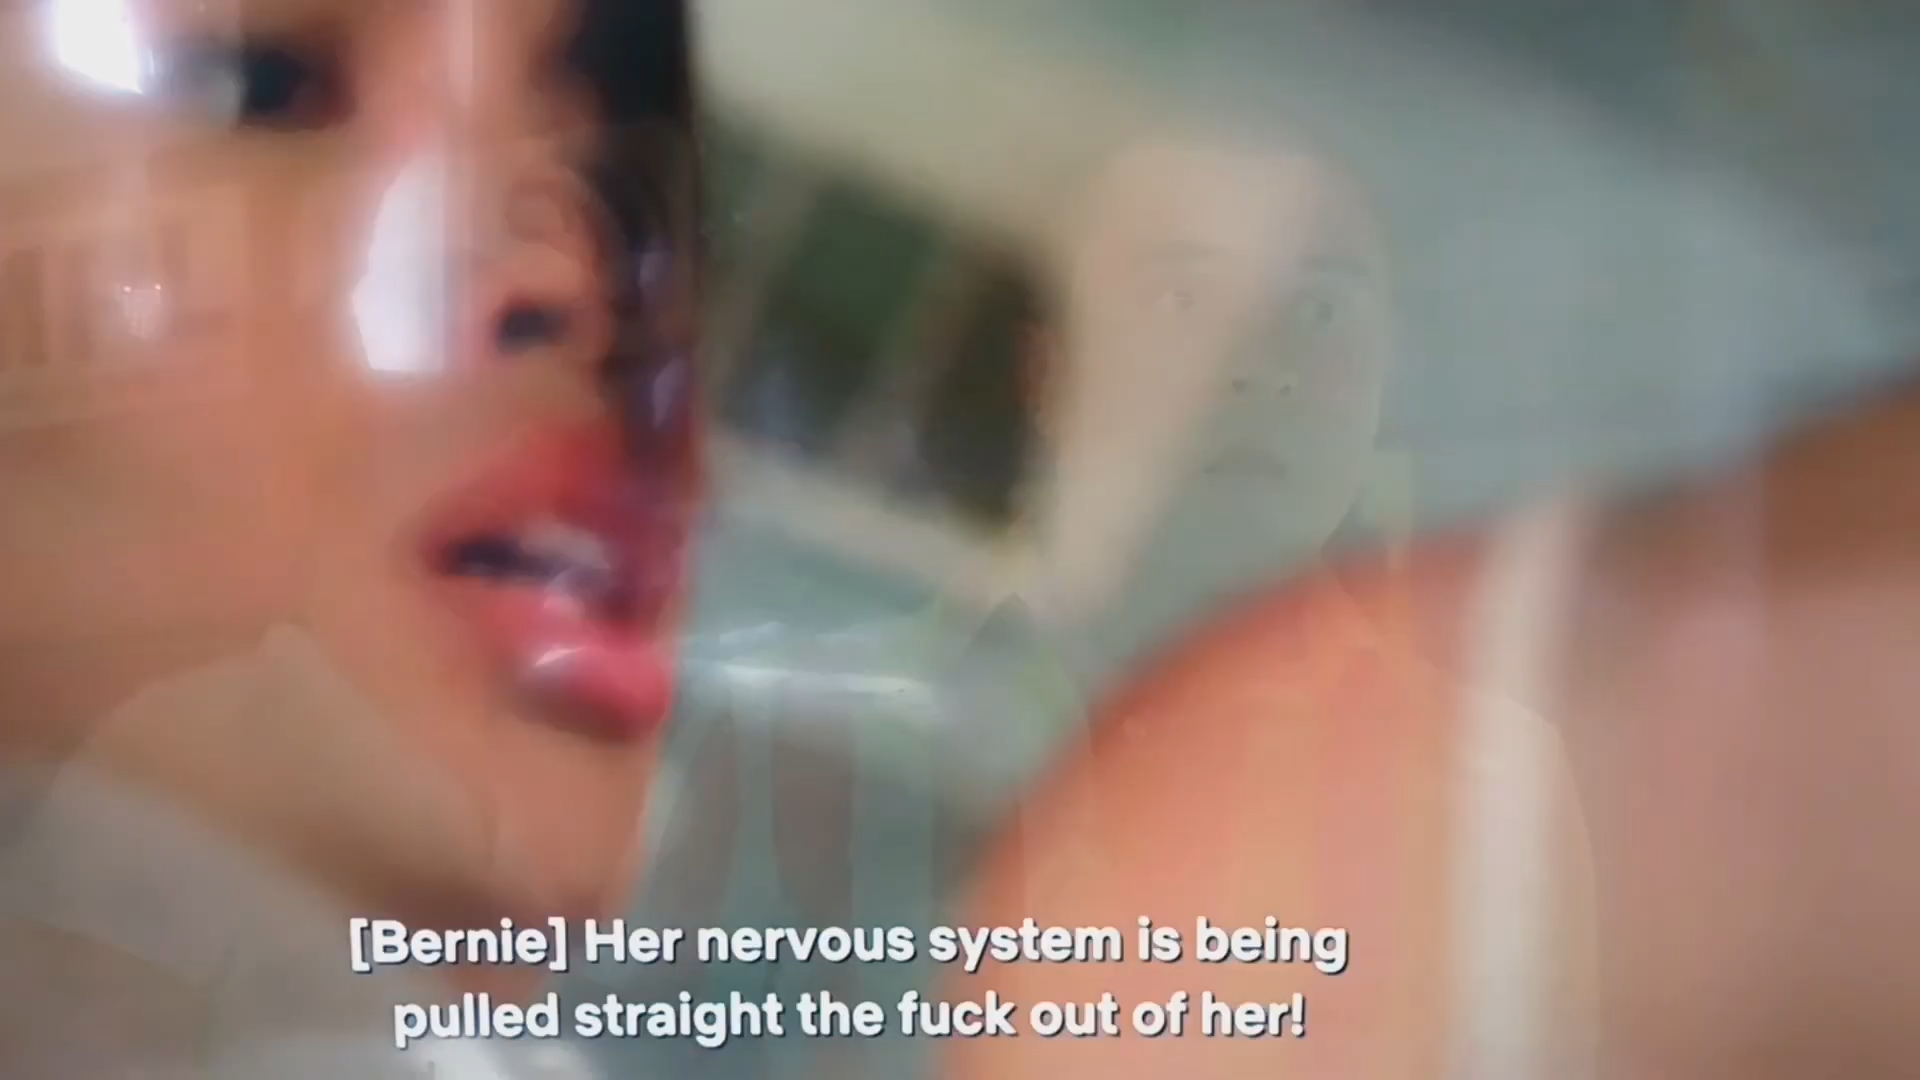 [Bernie] Her nervous system is being
pulled straight the fuck out of her!